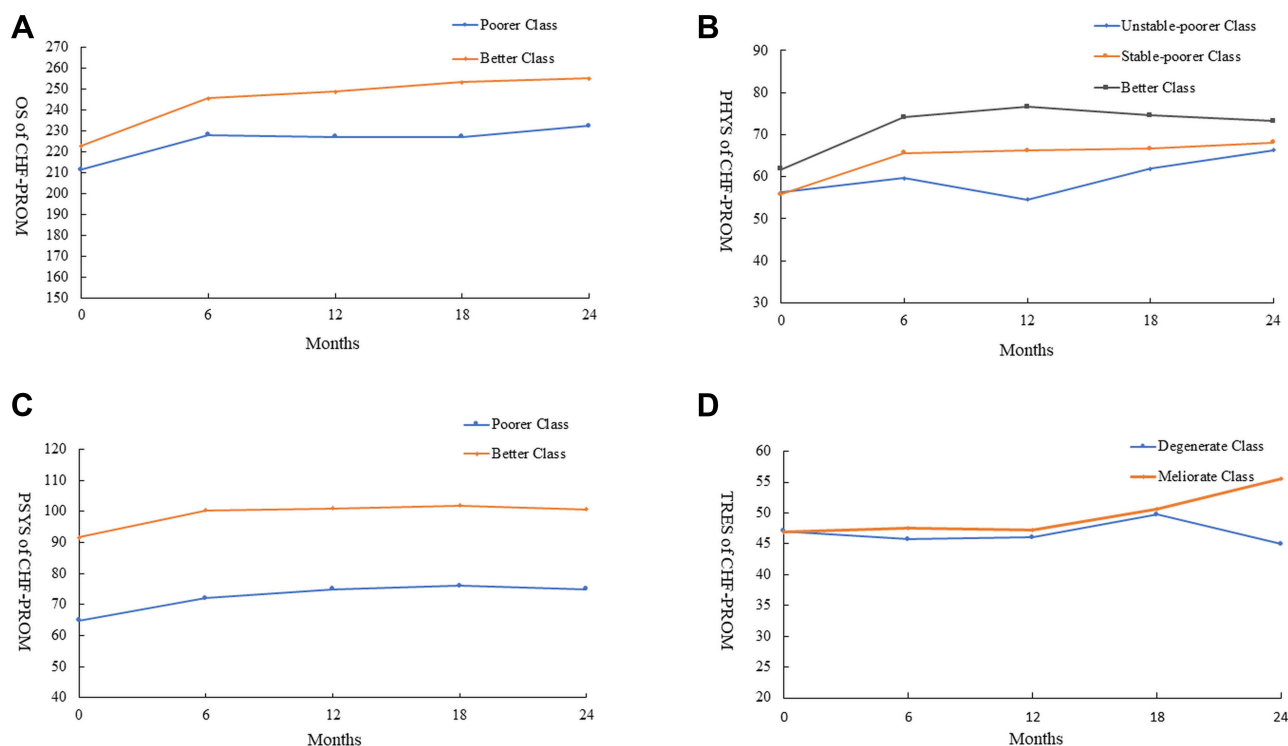 A
Poorer Class
Better Class
OS of CHF-PROM
270
260
250
240
230
220
210
200
190
180
170
160
150
0 6 12 18 24
Months
B
Unstable-poorer Class
Stable-poorer Class
Better Class
PHYS of CHF-PROM
90
80
70
60
50
40
30
0 6 12 18 24
Months
C
Poorer Class
Better Class
PSYS of CHF-PROM
120
110
100
90
80
70
60
50
40
0 6 12 18 24
Months
D
Degenerate Class
Meliorate Class
TRES of CHF-PROM
60
55
50
45
40
35
30
25
20
0 6 12 18 24
Months